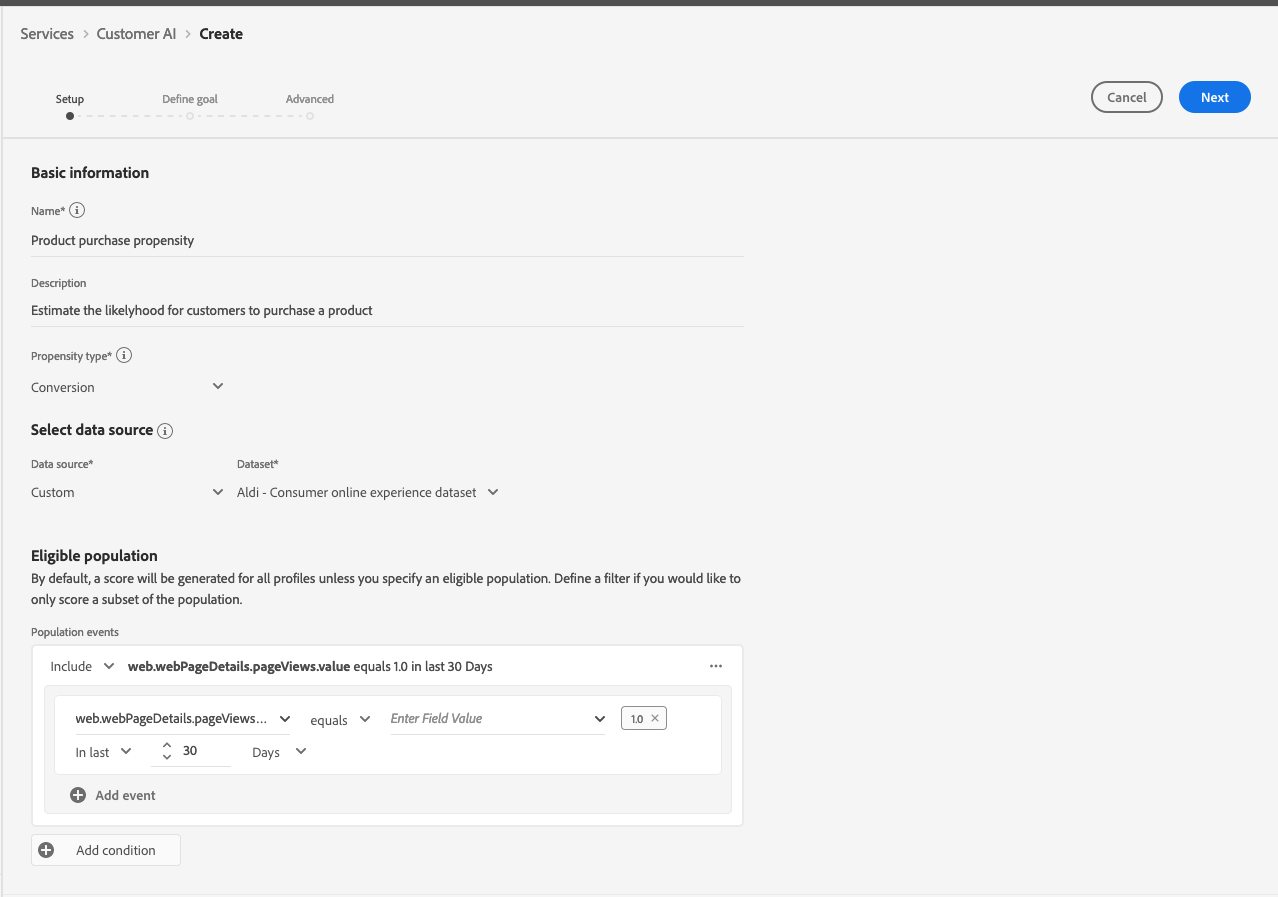 Services > Customer AI > Create
Setup Define goal Advanced
Cancel Next
Basic information
Name*
Product purchase propensity
Description
Estimate the likelyhood for customers to purchase a product
Propensity type*
Conversion
Select data source
Data source* Dataset*
Custom Aldi - Consumer online experience dataset
Eligible population
By default, a score will be generated for all profiles unless you specify an eligible population. Define a filter if you would like to
only score a subset of the population.
Population events
Include web.webPageDetails.pageViews.value equals 1.0 in last 30 Days ...
web.webPageDetails.pageViews... equals Enter Field Value 1.0 ×
In last 30 Days
Add event
Add condition